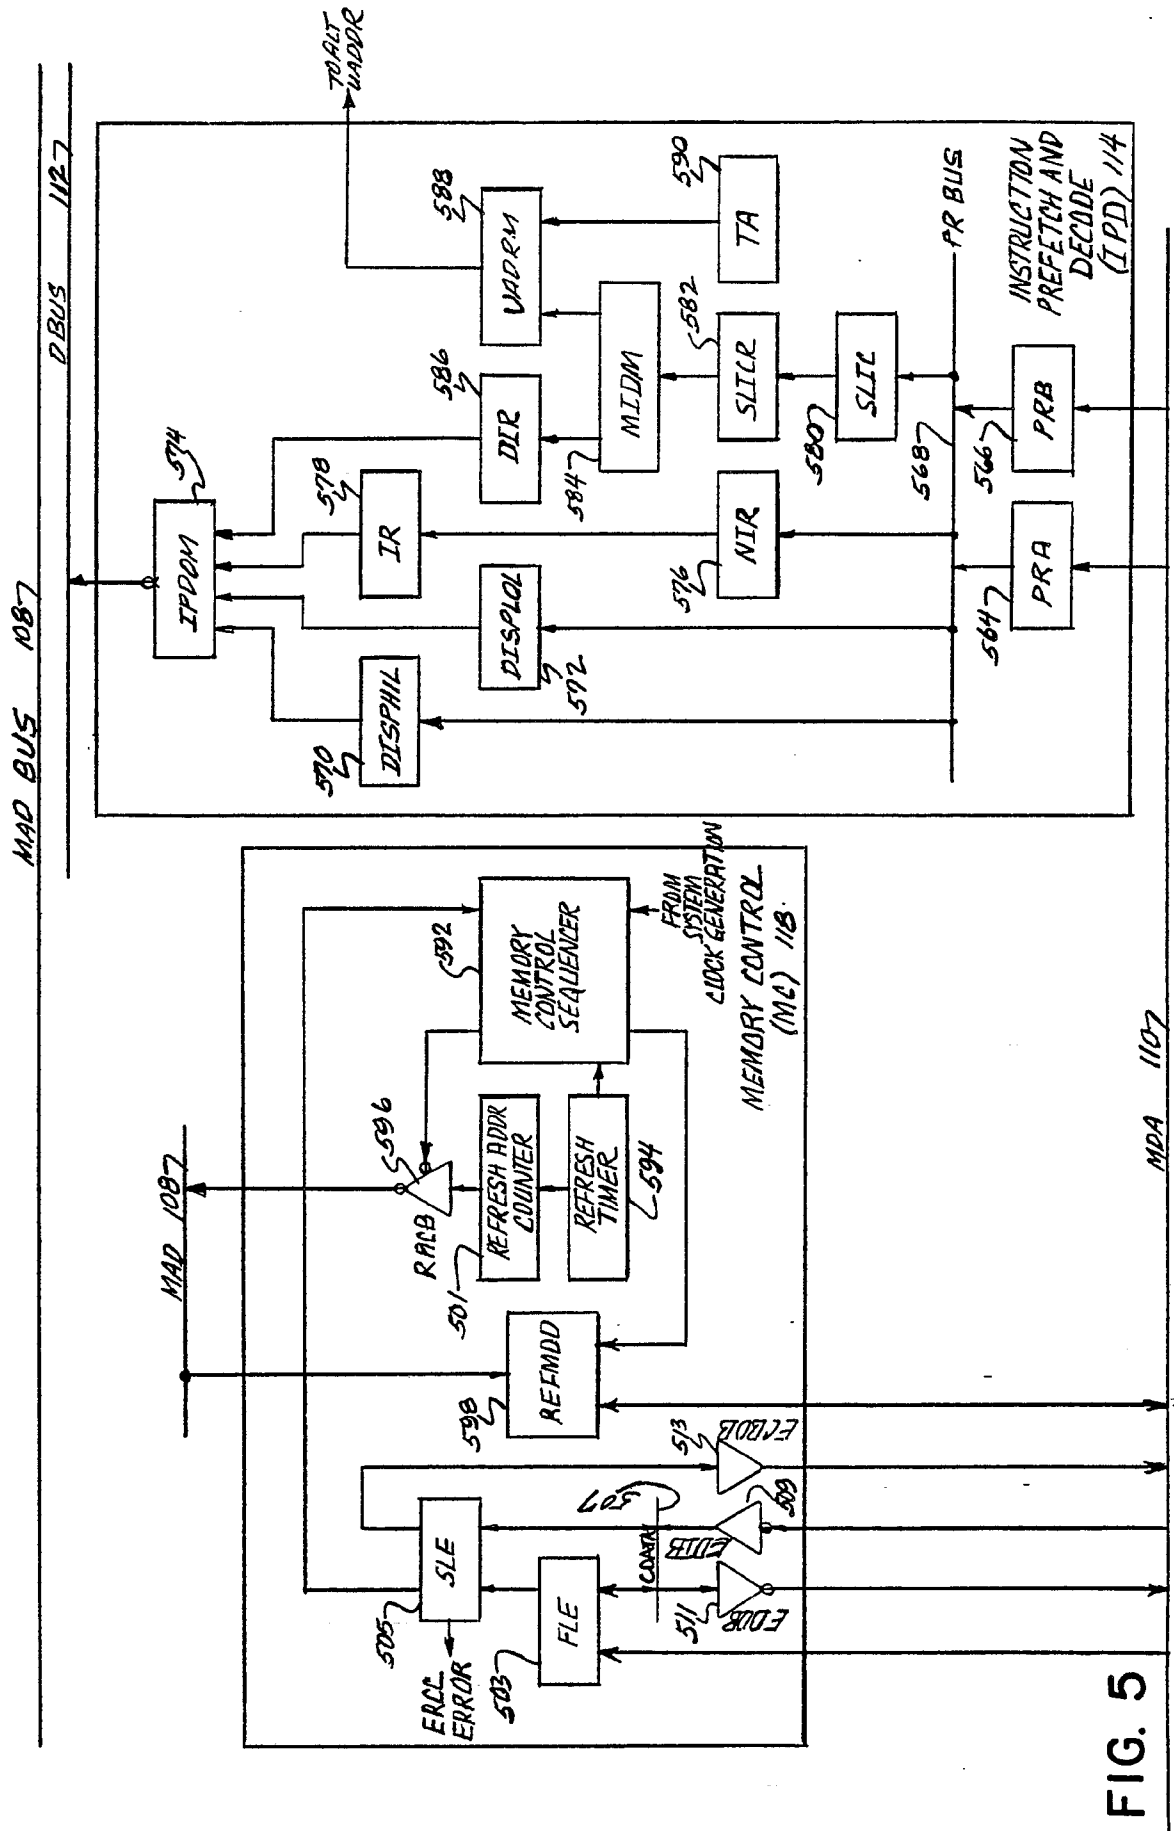 MAD BUS 108
D BUS 112
MAD 108
TO ALT
UADDR
IPDOM
574
DISPHIL
570
DISPLOL
572
IR
578
DIR
586
UADRM
588
MIDM
584
NIR
576
SLICR
582
TA
590
SLIC
580
568
PR BUS
PRA
564
PRB
566
INSTRUCTION
PREFETCH AND
DECODE
(IPD) 114
ERCC
ERROR
SLE
505
FLE
503
CDATA
507
EDOB
511
EDIB
509
ECBOB
513
REFMDD
598
RACB
596
REFRESH ADDR
COUNTER
501
REFRESH
TIMER
594
MEMORY
CONTROL
SEQUENCER
592
FROM
SYSTEM
CLOCK GENERATION
MEMORY CONTROL
(MC) 118
MDA 110
FIG. 5